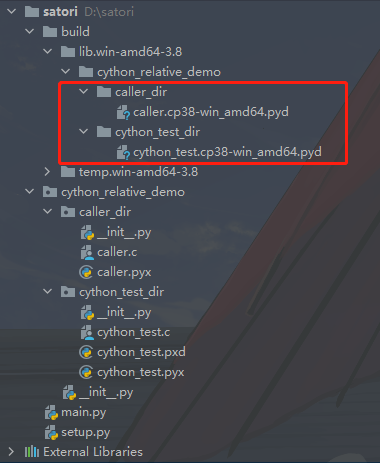 satori D:\satori
build
lib.win-amd64-3.8
cython_relative_demo
caller_dir
caller.cp38-win_amd64.pyd
cython_test_dir
cython_test.cp38-win_amd64.pyd
temp.win-amd64-3.8
cython_relative_demo
caller_dir
__init__.py
caller.c
caller.pyx
cython_test_dir
__init__.py
cython_test.c
cython_test.pxd
cython_test.pyx
__init__.py
main.py
setup.py
External Libraries